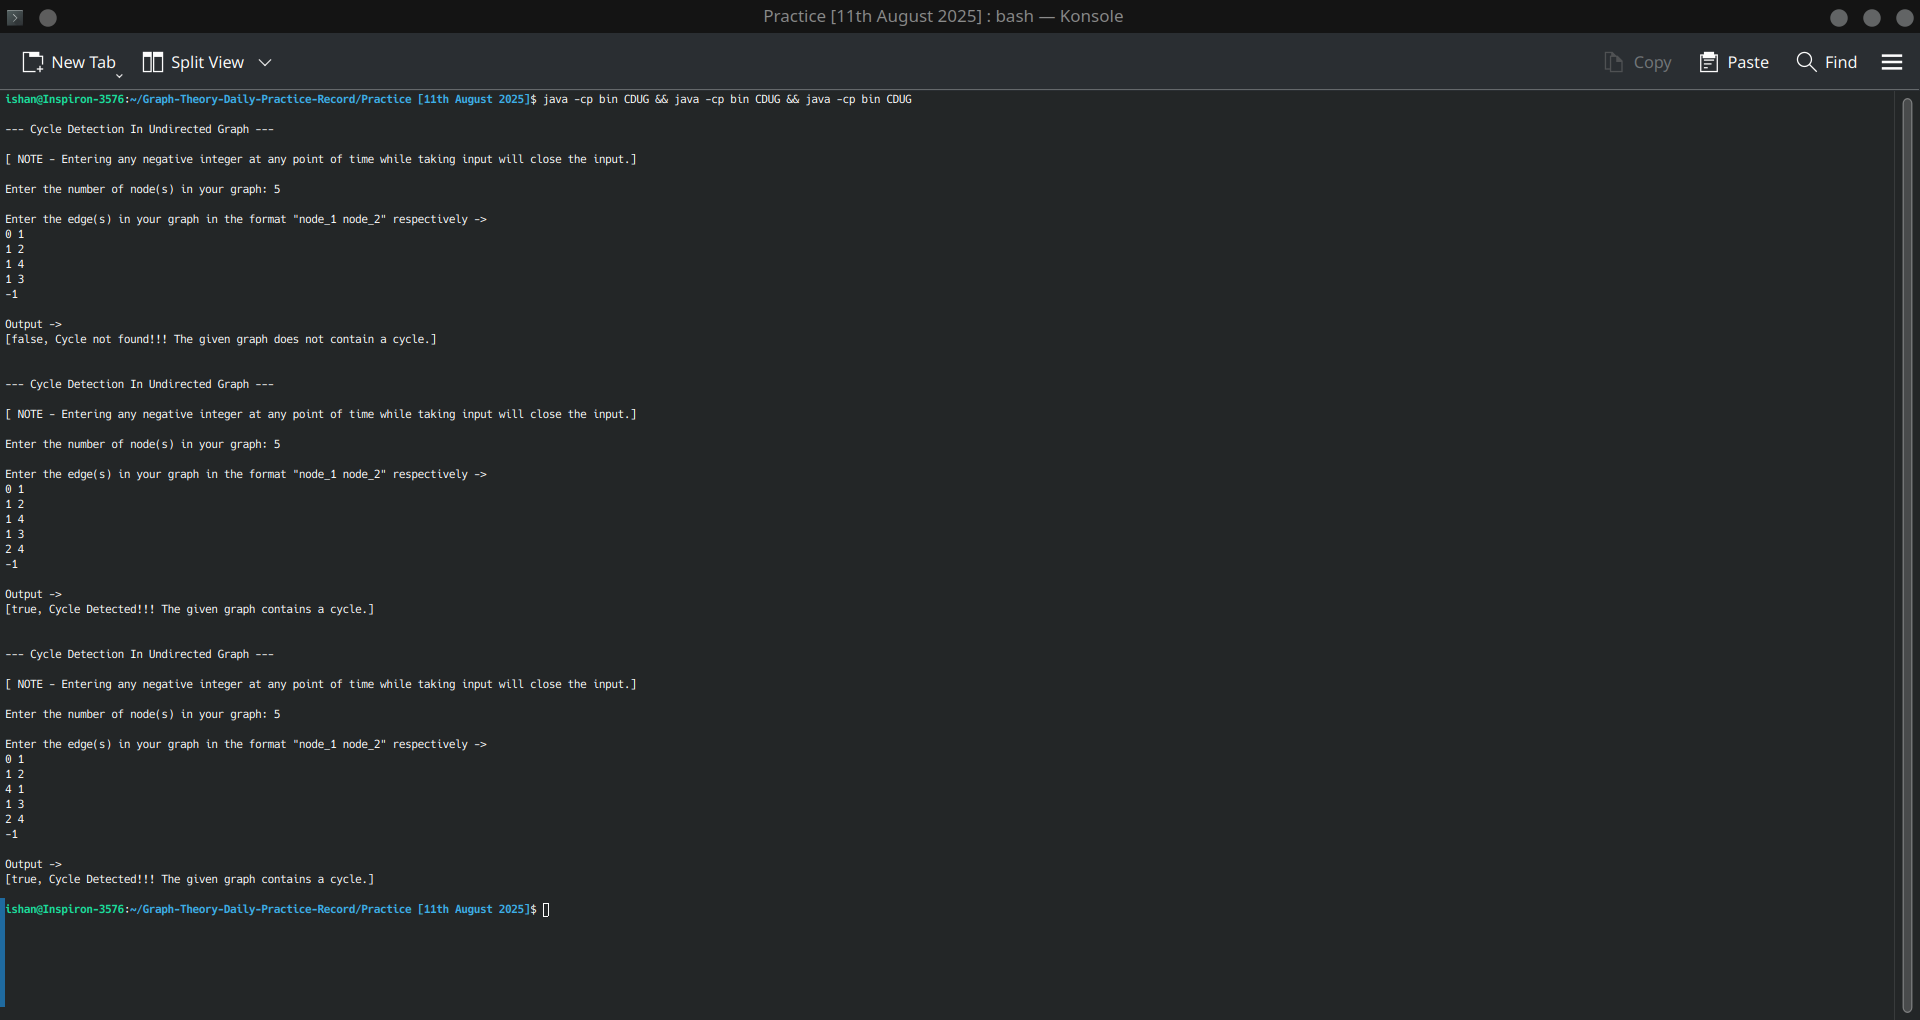 Practice [11th August 2025] : bash — Konsole
New Tab Split View Copy Paste Find
ishan@Inspiron-3576:~/Graph-Theory-Daily-Practice-Record/Practice [11th August 2025]$ java -cp bin CDUG && java -cp bin CDUG && java -cp bin CDUG
--- Cycle Detection In Undirected Graph ---
[ NOTE - Entering any negative integer at any point of time while taking input will close the input.]
Enter the number of node(s) in your graph: 5
Enter the edge(s) in your graph in the format "node_1 node_2" respectively ->
0 1
1 2
1 4
1 3
-1
Output ->
[false, Cycle not found!!! The given graph does not contain a cycle.]
--- Cycle Detection In Undirected Graph ---
[ NOTE - Entering any negative integer at any point of time while taking input will close the input.]
Enter the number of node(s) in your graph: 5
Enter the edge(s) in your graph in the format "node_1 node_2" respectively ->
0 1
1 2
1 4
1 3
2 4
-1
Output ->
[true, Cycle Detected!!! The given graph contains a cycle.]
--- Cycle Detection In Undirected Graph ---
[ NOTE - Entering any negative integer at any point of time while taking input will close the input.]
Enter the number of node(s) in your graph: 5
Enter the edge(s) in your graph in the format "node_1 node_2" respectively ->
0 1
1 2
4 1
1 3
2 4
-1
Output ->
[true, Cycle Detected!!! The given graph contains a cycle.]
ishan@Inspiron-3576:~/Graph-Theory-Daily-Practice-Record/Practice [11th August 2025]$